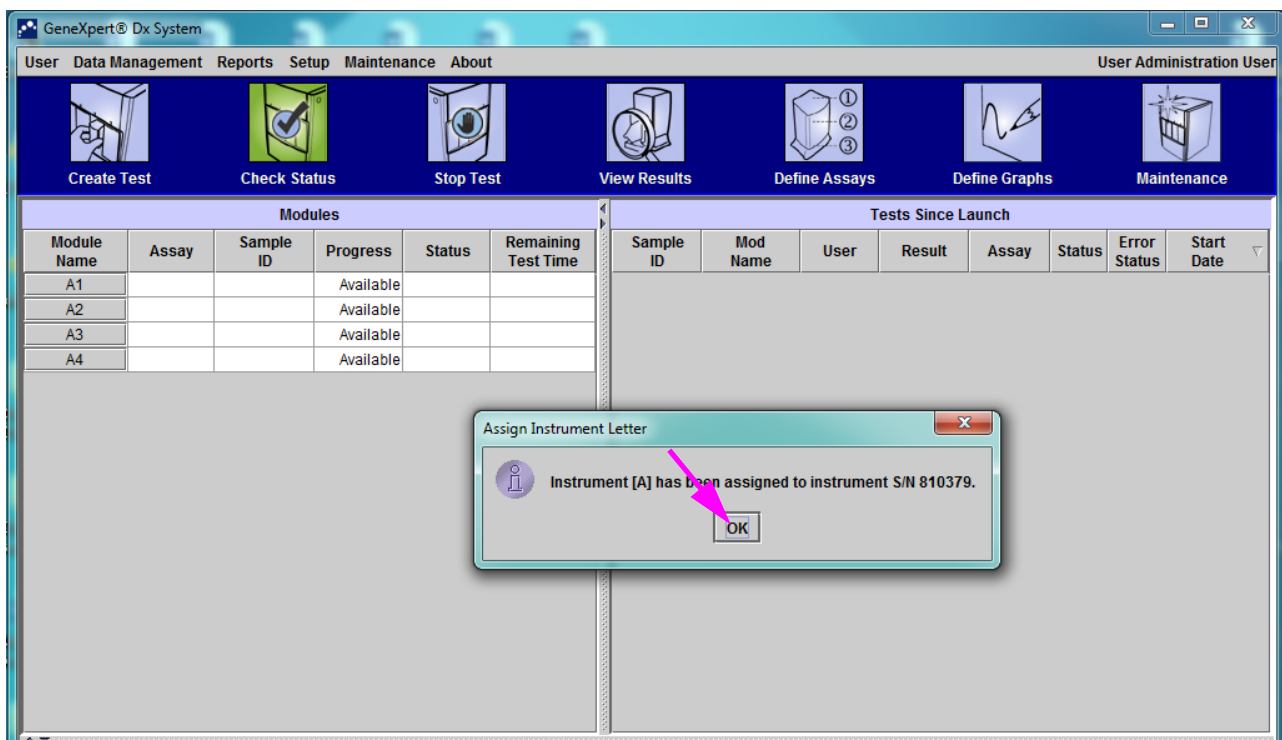 GeneXpert® Dx System
User Data Management Reports Setup Maintenance About User Administration User
① ② ③
Create Test Check Status Stop Test View Results Define Assays Define Graphs Maintenance
Modules
Module Name Assay Sample ID Progress Status Remaining Test Time
A1 Available
A2 Available
A3 Available
A4 Available
Tests Since Launch
Sample ID Mod Name User Result Assay Status Error Status Start Date
Assign Instrument Letter
Instrument [A] has been assigned to instrument S/N 810379.
OK